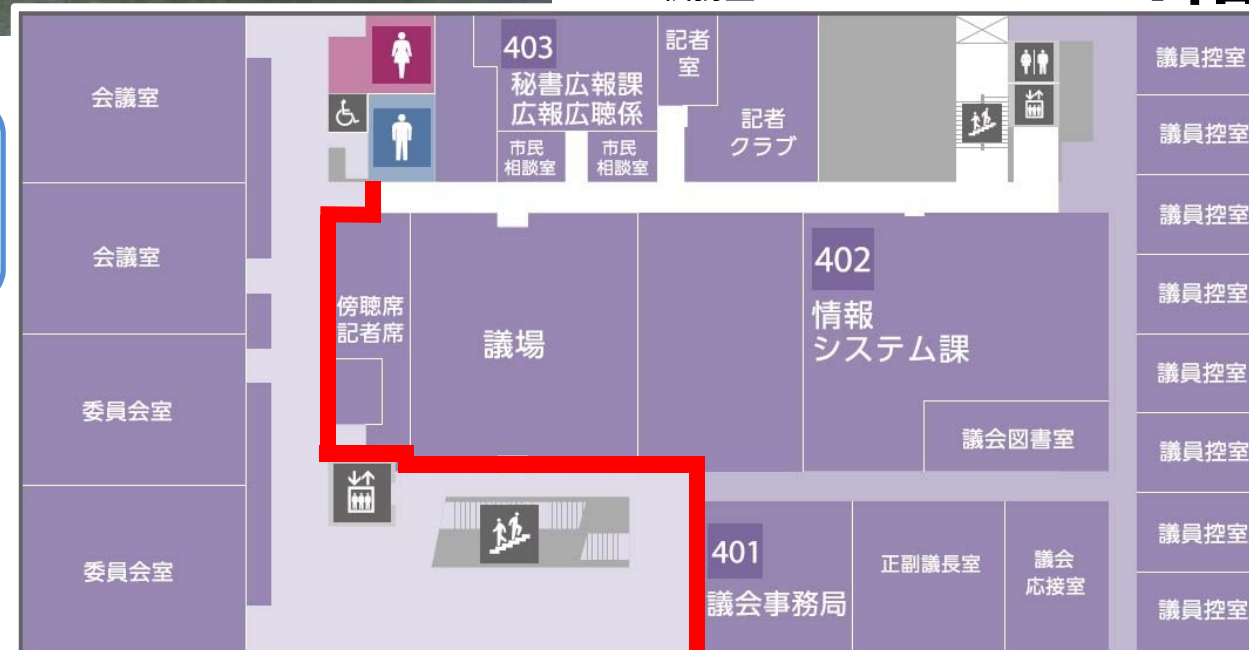 会議室
会議室
委員会室
委員会室
403
秘書広報課
広報広聴係
市民
相談室
市民
相談室
記者
室
記者
クラブ
傍聴席
記者席
議場
402
情報
システム課
議会図書室
401
議会事務局
正副議長室
議会
応接室
議員控室
議員控室
議員控室
議員控室
議員控室
議員控室
議員控室
議員控室